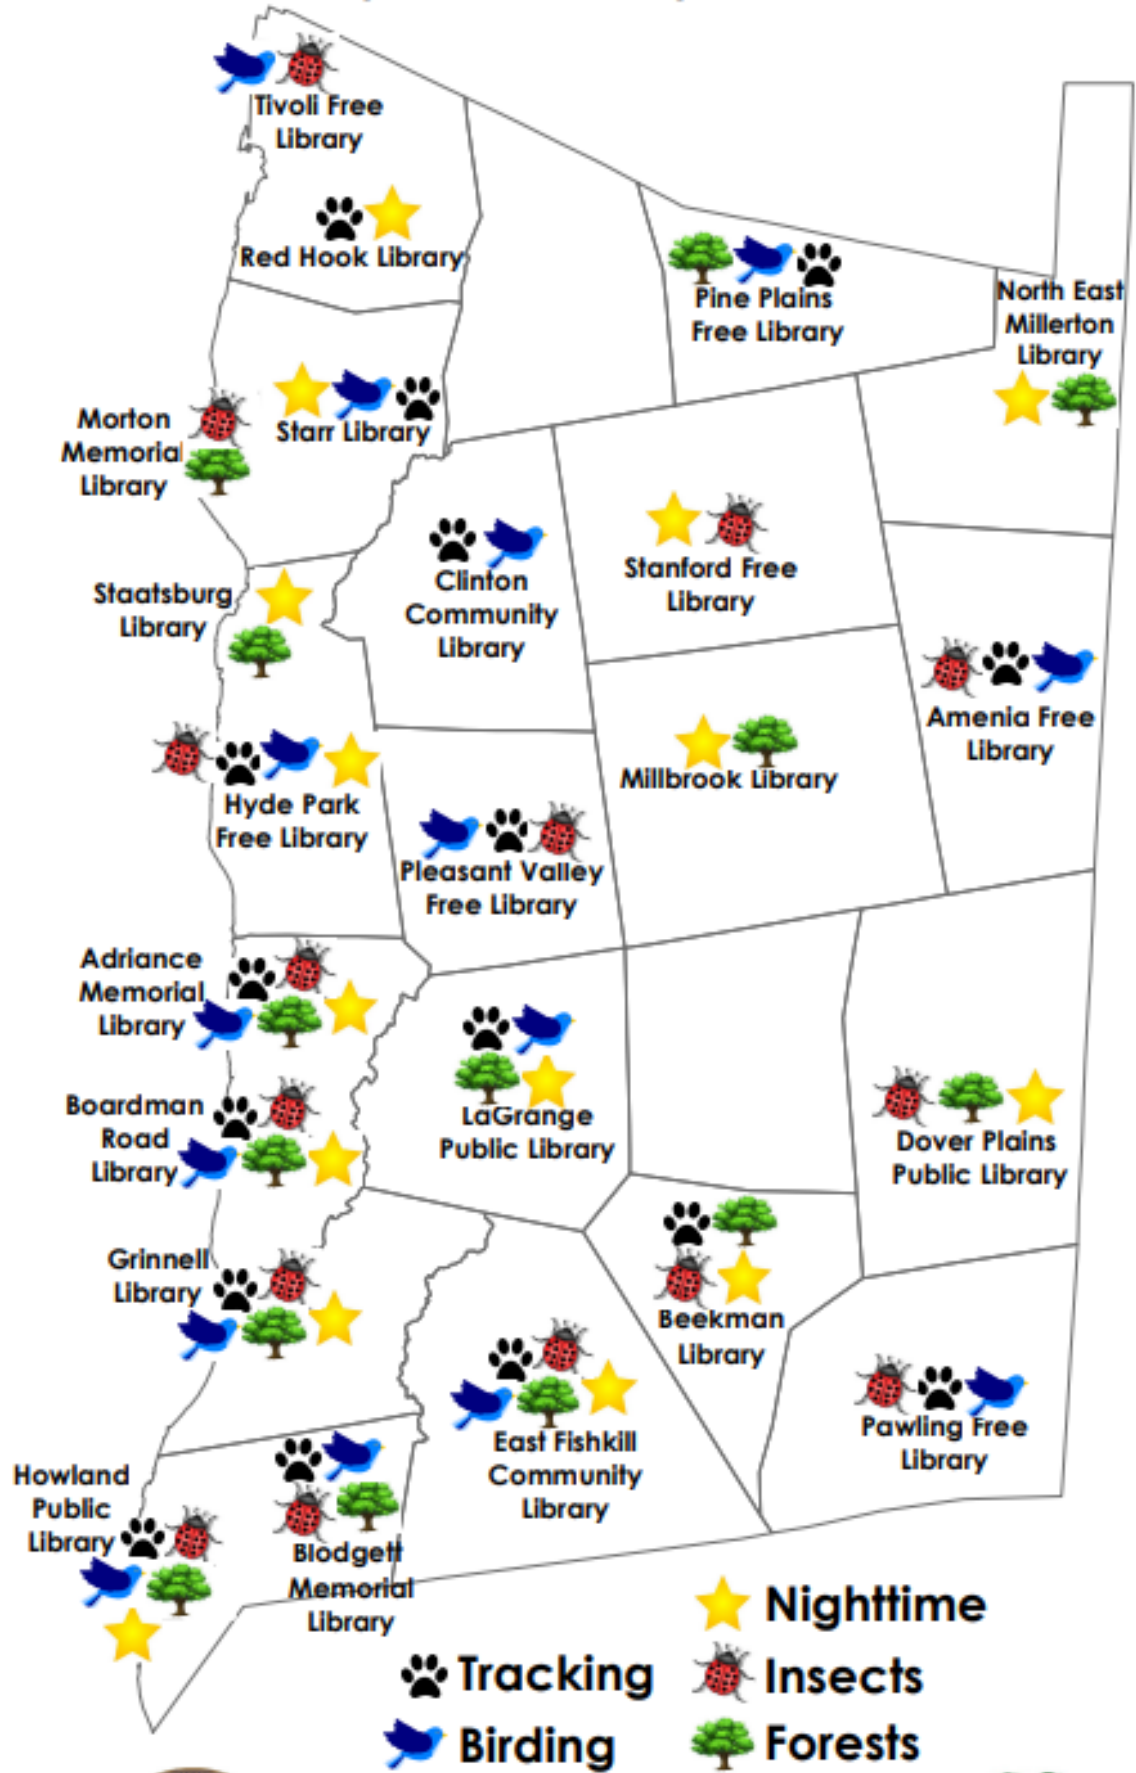 Tivoli Free
Library
Red Hook Library
Pine Plains
Free Library
North East
Millerton
Library
Morton
Memorial
Library
Starr Library
Staatsburg
Library
Clinton
Community
Library
Stanford Free
Library
Amenia Free
Library
Millbrook Library
Hyde Park
Free Library
Pleasant Valley
Free Library
Adriance
Memorial
Library
Boardman
Road
Library
LaGrange
Public Library
Dover Plains
Public Library
Grinnell
Library
Beekman
Library
East Fishkill
Community
Library
Pawling Free
Library
Howland
Public
Library
Blodgett
Memorial
Library
Nighttime
Tracking
Insects
Birding
Forests